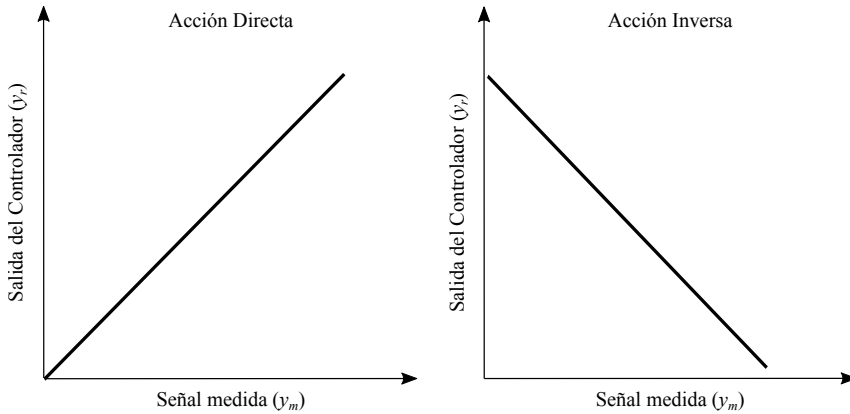 Acción Directa
Salida del Controlador (yr)
Señal medida (ym)
Acción Inversa
Salida del Controlador (yr)
Señal medida (ym)